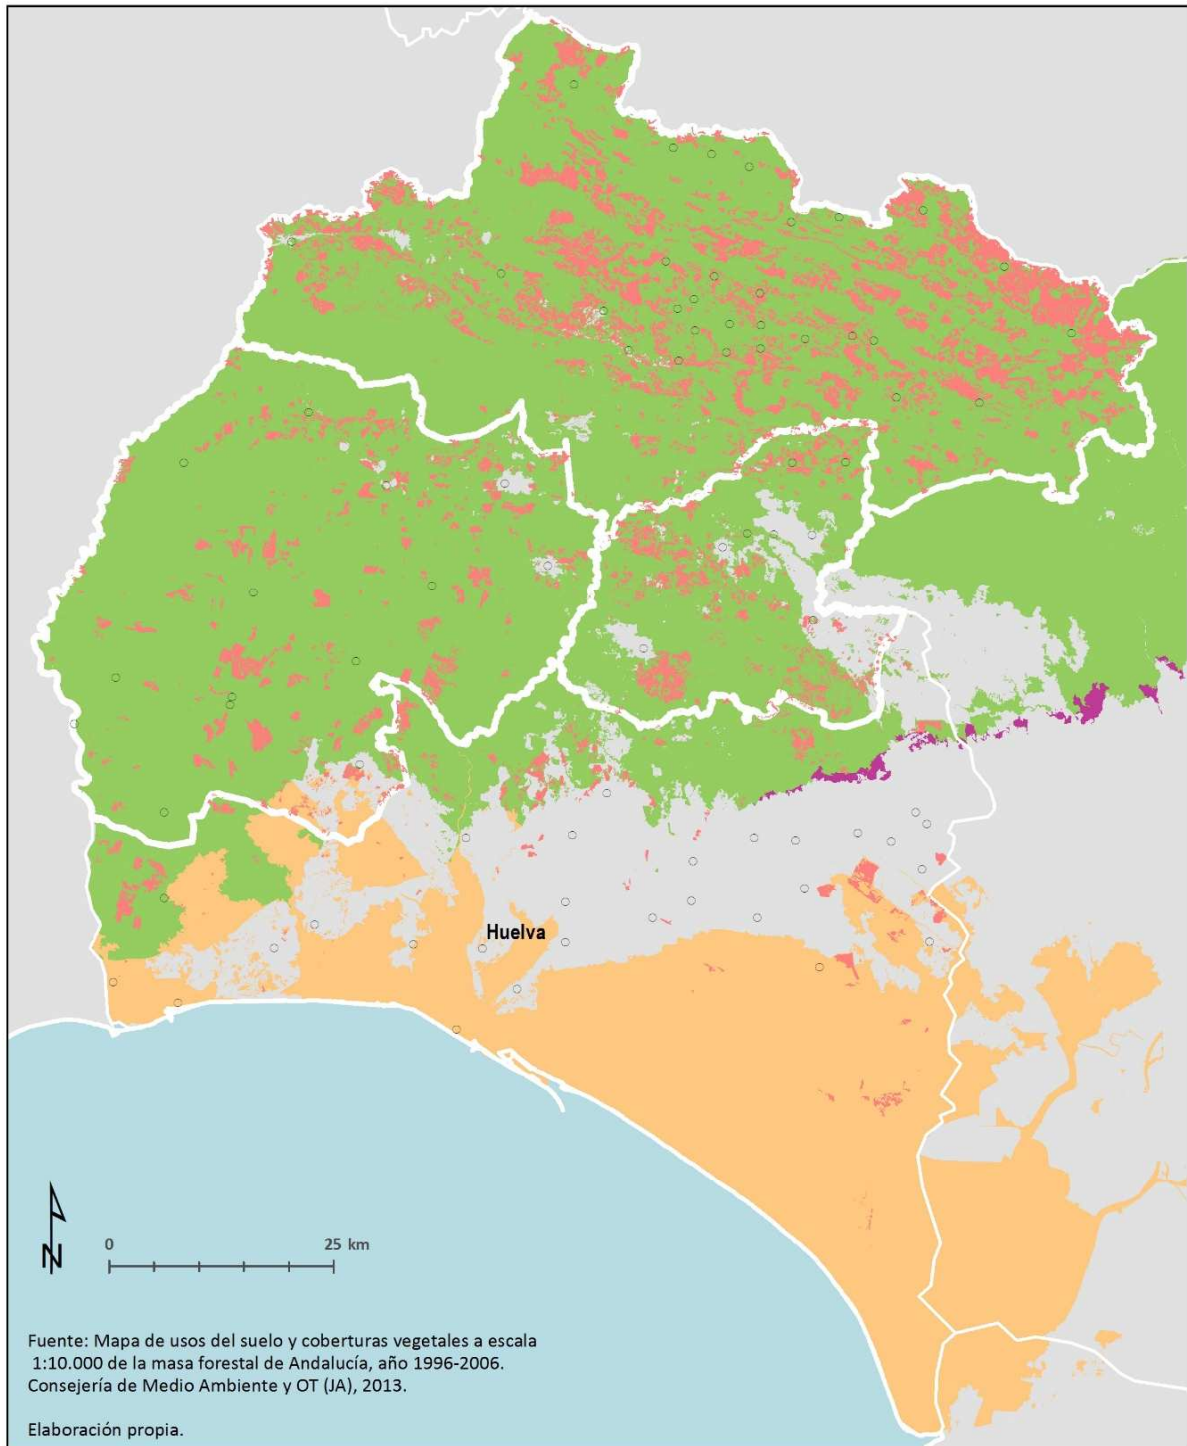 Huelva
N
0 25 km
Fuente: Mapa de usos del suelo y coberturas vegetales a escala
1:10.000 de la masa forestal de Andalucía, año 1996-2006.
Consejería de Medio Ambiente y OT (JA), 2013.
Elaboración propia.